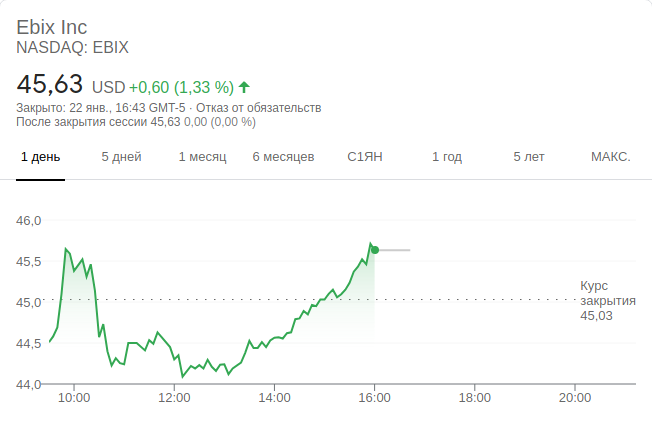 Ebix Inc
NASDAQ: EBIX
45,63 USD +0,60 (1,33 %)
Закрыто: 22 янв., 16:43 GMT-5 · Отказ от обязательств
После закрытия сессии 45,63 0,00 (0,00 %)
1 день 5 дней 1 месяц 6 месяцев С1ЯН 1 год 5 лет МАКС.
46,0
45,5
45,0
44,5
44,0
Курс
закрытия
45,03
10:00 12:00 14:00 16:00 18:00 20:00